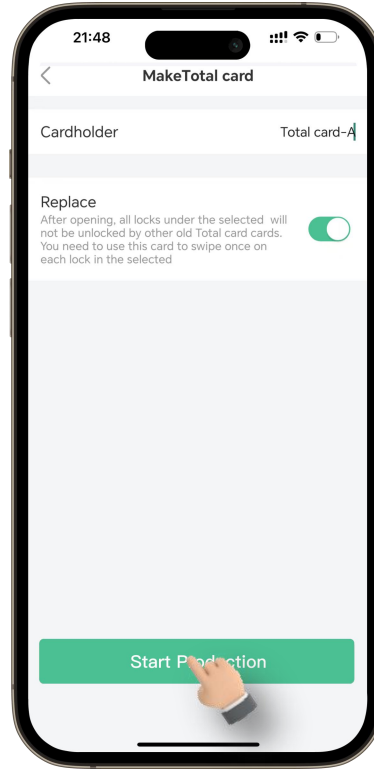 21:48
MakeTotal card
Cardholder
Total card-A
Replace
After opening, all locks under the selected will
not be unlocked by other old Total card cards.
You need to use this card to swipe once on
each lock in the selected
Start Production